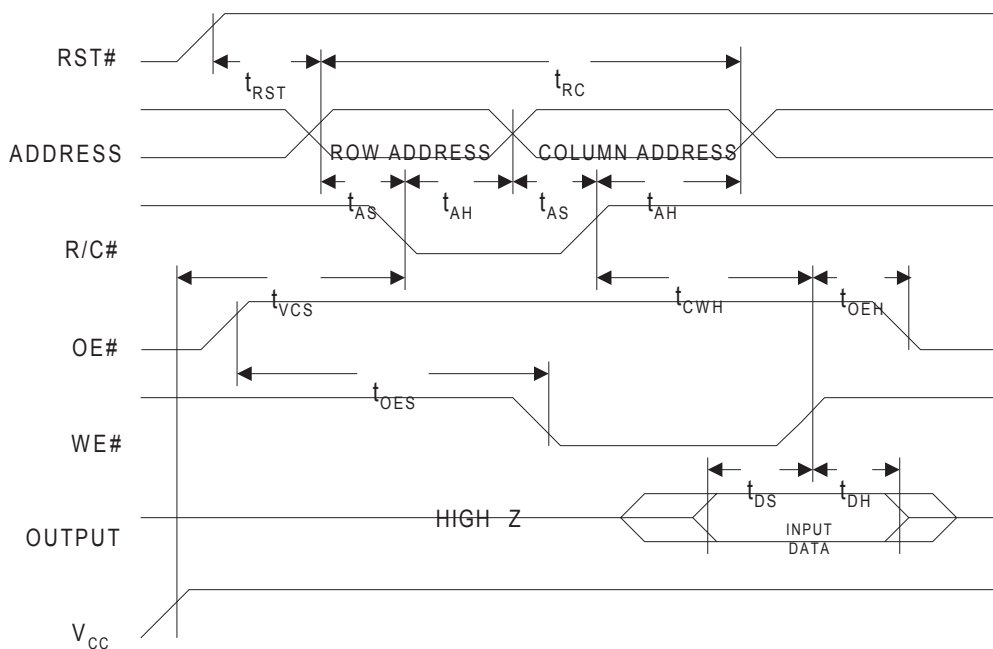 RST#
tRST
tRC
ADDRESS
ROW ADDRESS
COLUMN ADDRESS
tAS
tAH
tAS
tAH
R/C#
tVCS
tCWH
tOEH
OE#
tOES
WE#
tDS
tDH
OUTPUT
HIGH Z
INPUT
DATA
VCC